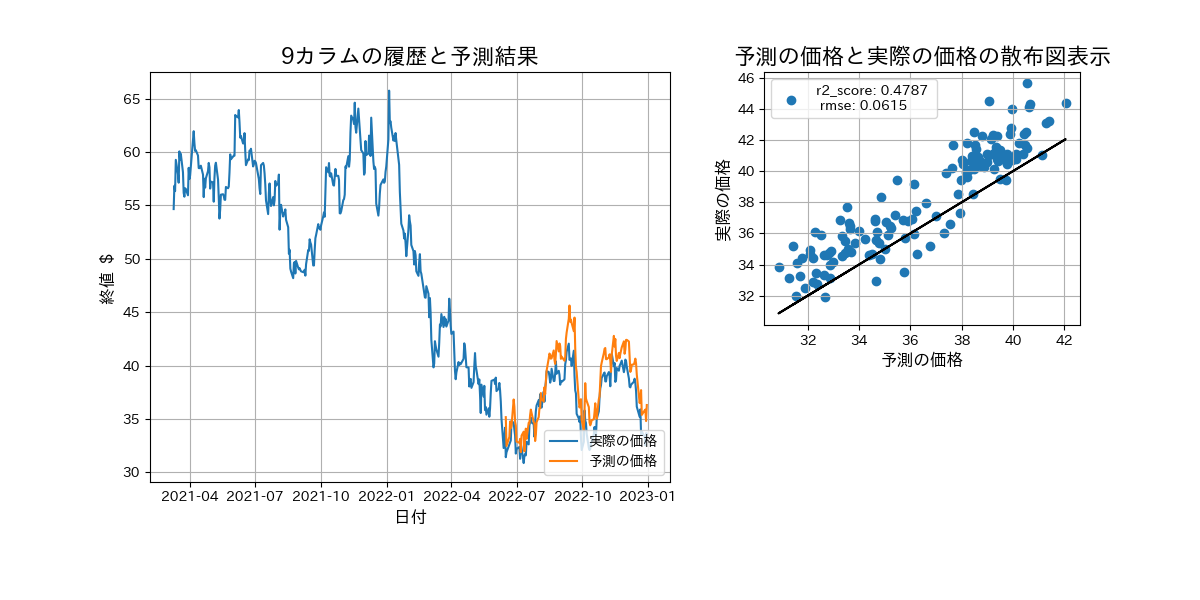 9カラムの履歴と予測結果
終値 $
65
60
55
50
45
40
35
30
実際の価格
予測の価格
2021-04 2021-07 2021-10 2022-01 2022-04 2022-07 2022-10 2023-01
日付
予測の価格と実際の価格の散布図表示
実際の価格
46
44
42
40
38
36
34
32
r2_score: 0.4787
rmse: 0.0615
32 34 36 38 40 42
予測の価格